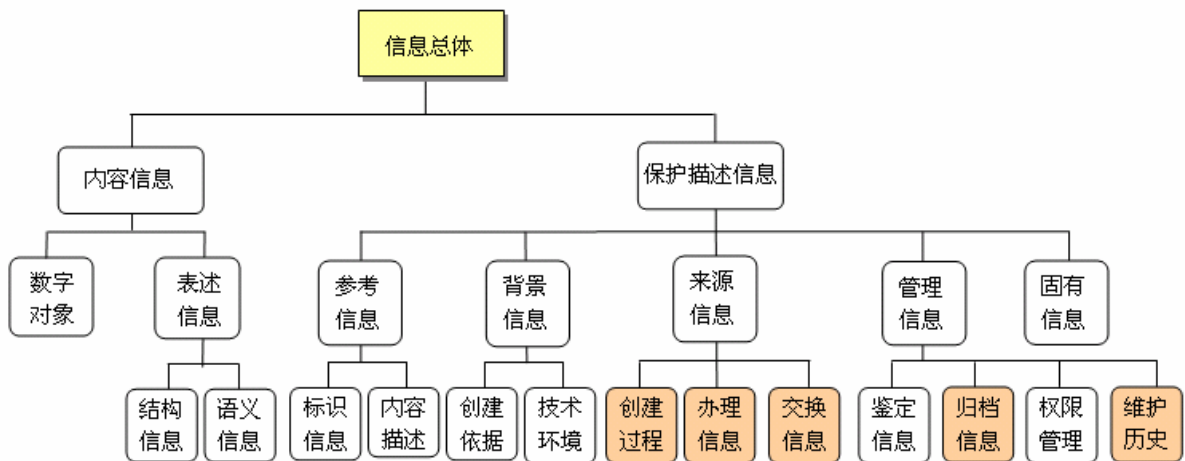 信息总体
内容信息
保护描述信息
数字
对象
表述
信息
参考
信息
背景
信息
来源
信息
管理
信息
固有
信息
结构
信息
语义
信息
标识
信息
内容
描述
创建
依据
技术
环境
创建
过程
办理
信息
交换
信息
鉴定
信息
归档
信息
权限
管理
维护
历史